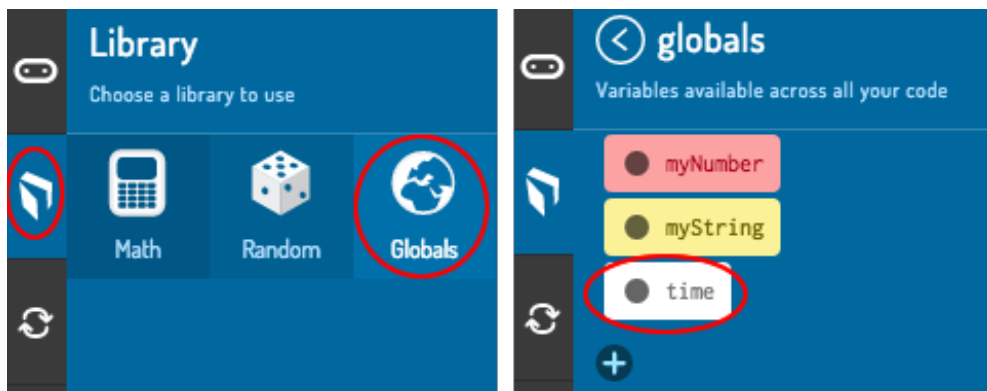 Library
Choose a library to use
Math
Random
Globals
globals
Variables available across all your code
myNumber
myString
time